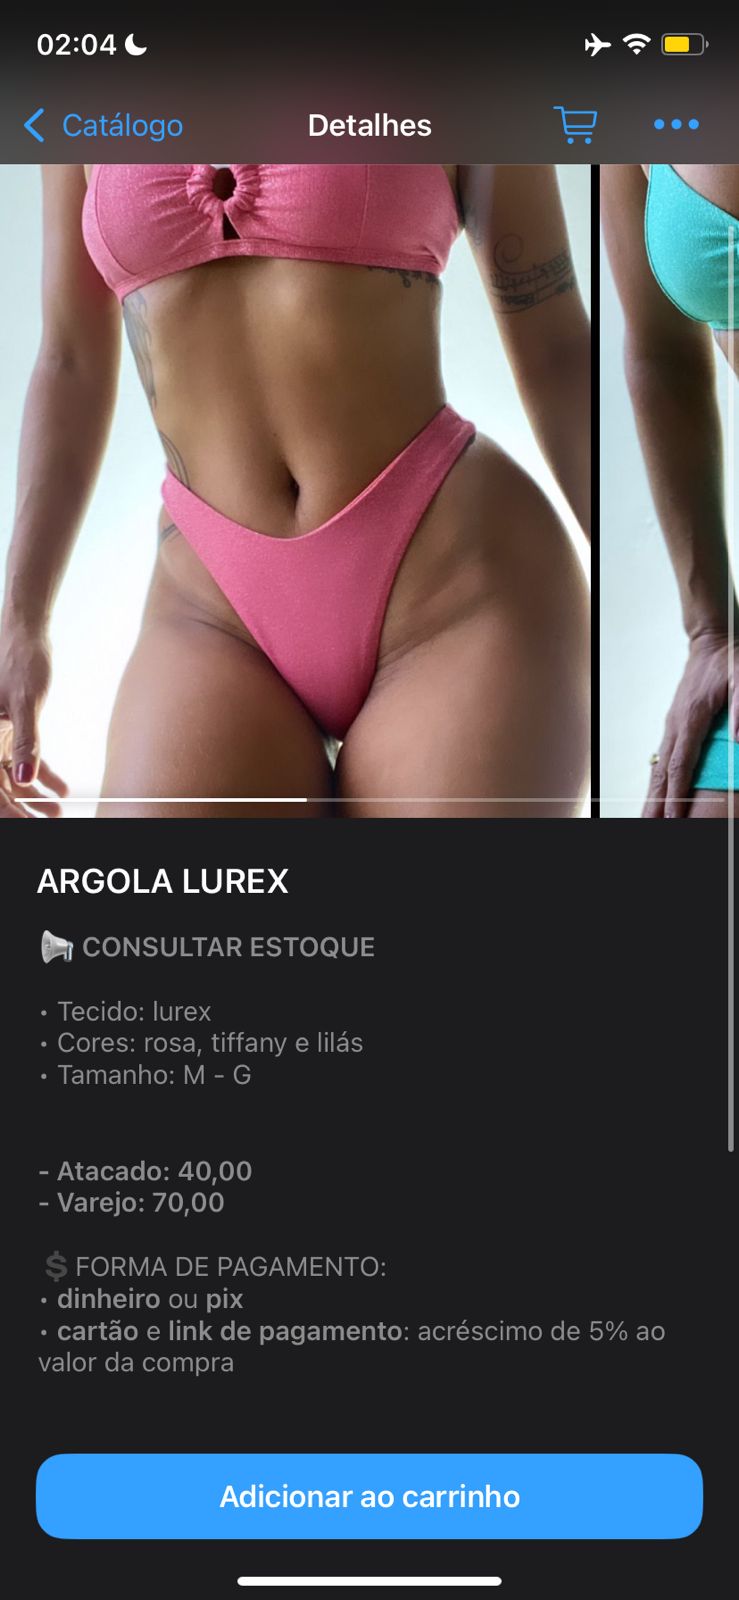 02:04
Catálogo
Detalhes
ARGOLA LUREX
CONSULTAR ESTOQUE
• Tecido: lurex
• Cores: rosa, tiffany e lilás
• Tamanho: M - G
- Atacado: 40,00
- Varejo: 70,00
💲FORMA DE PAGAMENTO:
• dinheiro ou pix
• cartão e link de pagamento: acréscimo de 5% ao
valor da compra
Adicionar ao carrinho